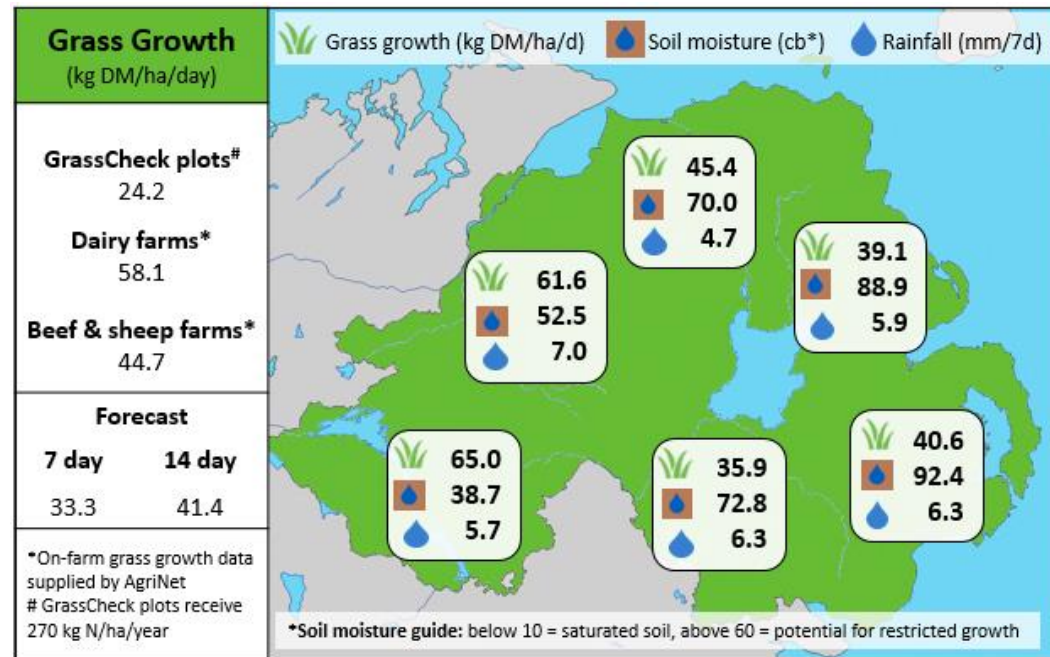 Grass Growth
(kg DM/ha/day)
GrassCheck plots#
24.2
Dairy farms*
58.1
Beef & sheep farms*
44.7
Forecast
7 day 14 day
33.3 41.4
*On-farm grass growth data
supplied by AgriNet
# GrassCheck plots receive
270 kg N/ha/year
Grass growth (kg DM/ha/d) Soil moisture (cb*) Rainfall (mm/7d)
45.4
70.0
4.7
39.1
88.9
5.9
61.6
52.5
7.0
65.0
38.7
5.7
35.9
72.8
6.3
40.6
92.4
6.3
*Soil moisture guide: below 10 = saturated soil, above 60 = potential for restricted growth